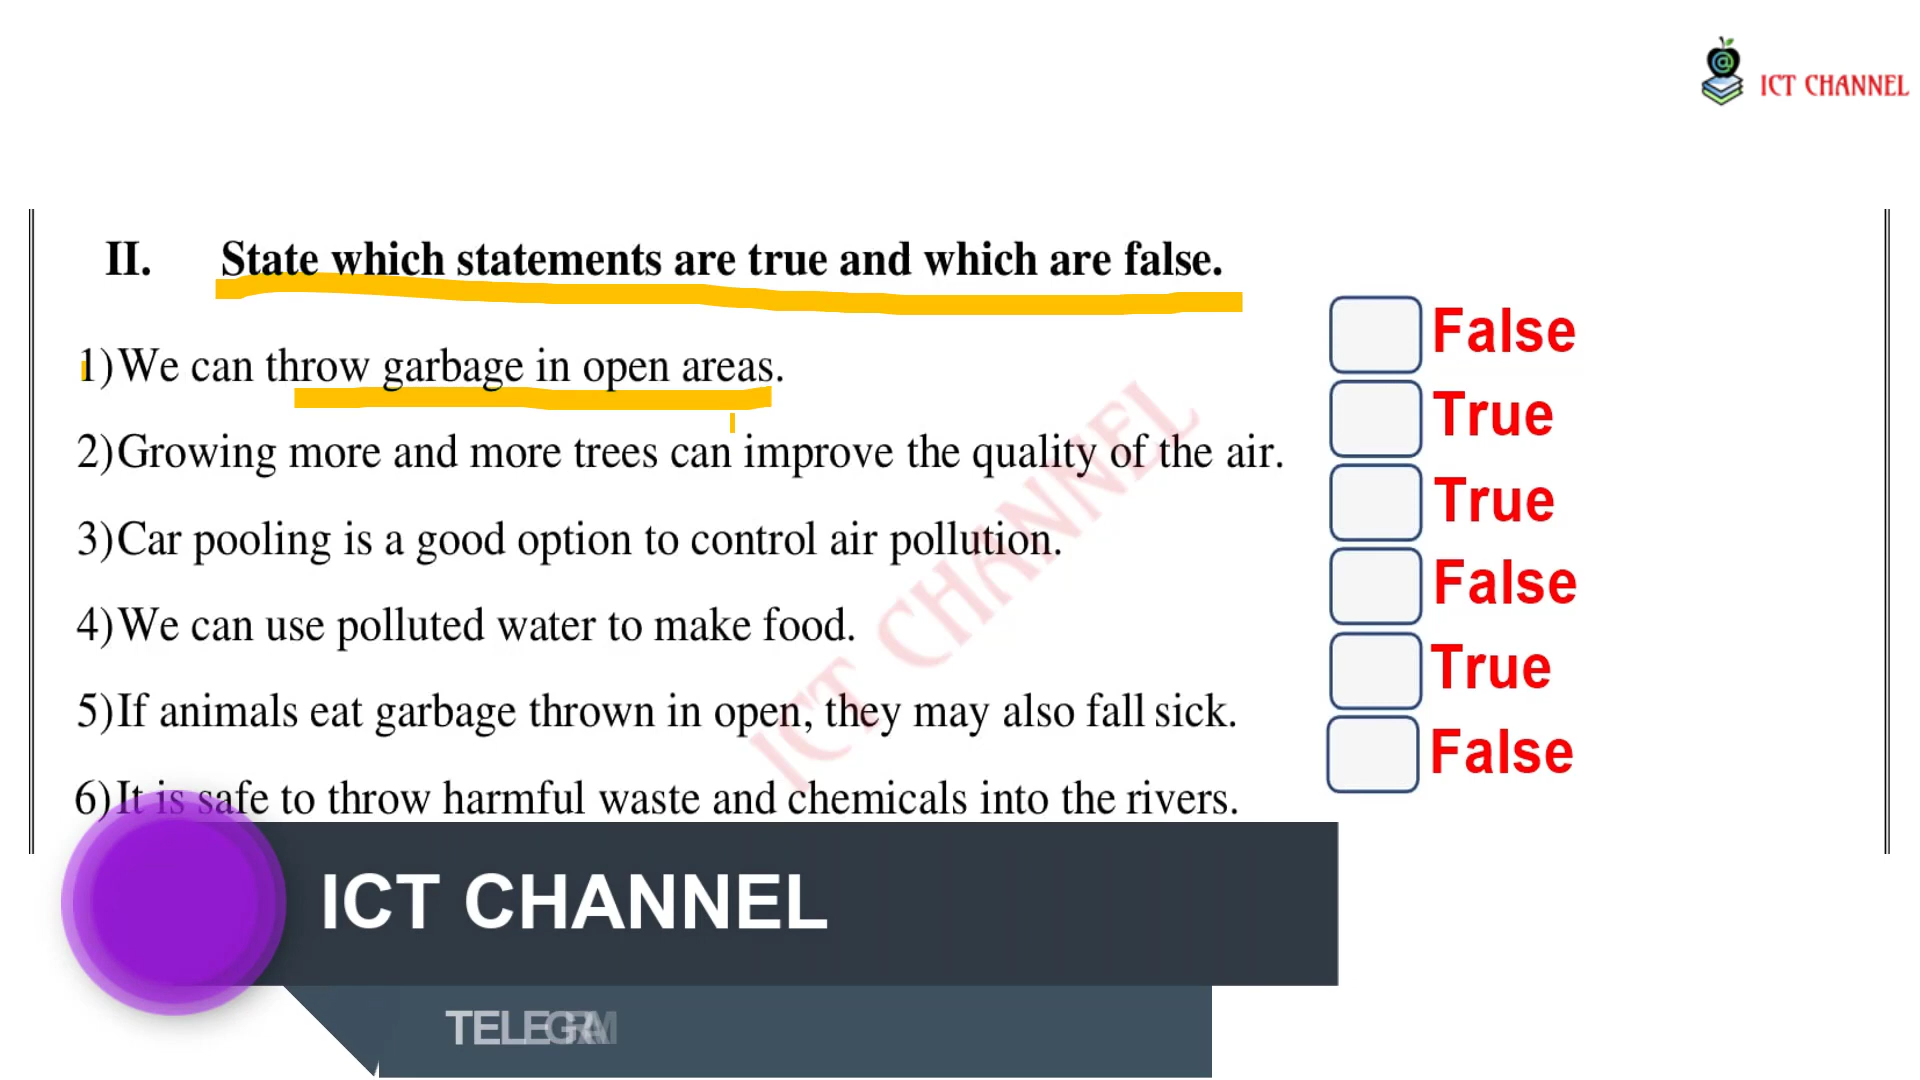 ICT CHANNEL
II. State which statements are true and which are false.
1)We can throw garbage in open areas.
False
2)Growing more and more trees can improve the quality of the air.
True
3)Car pooling is a good option to control air pollution.
True
4)We can use polluted water to make food.
False
5)If animals eat garbage thrown in open, they may also fall sick.
True
6)It is safe to throw harmful waste and chemicals into the rivers.
False
ICT CHANNEL
ICT CHANNEL
TELEGRAM